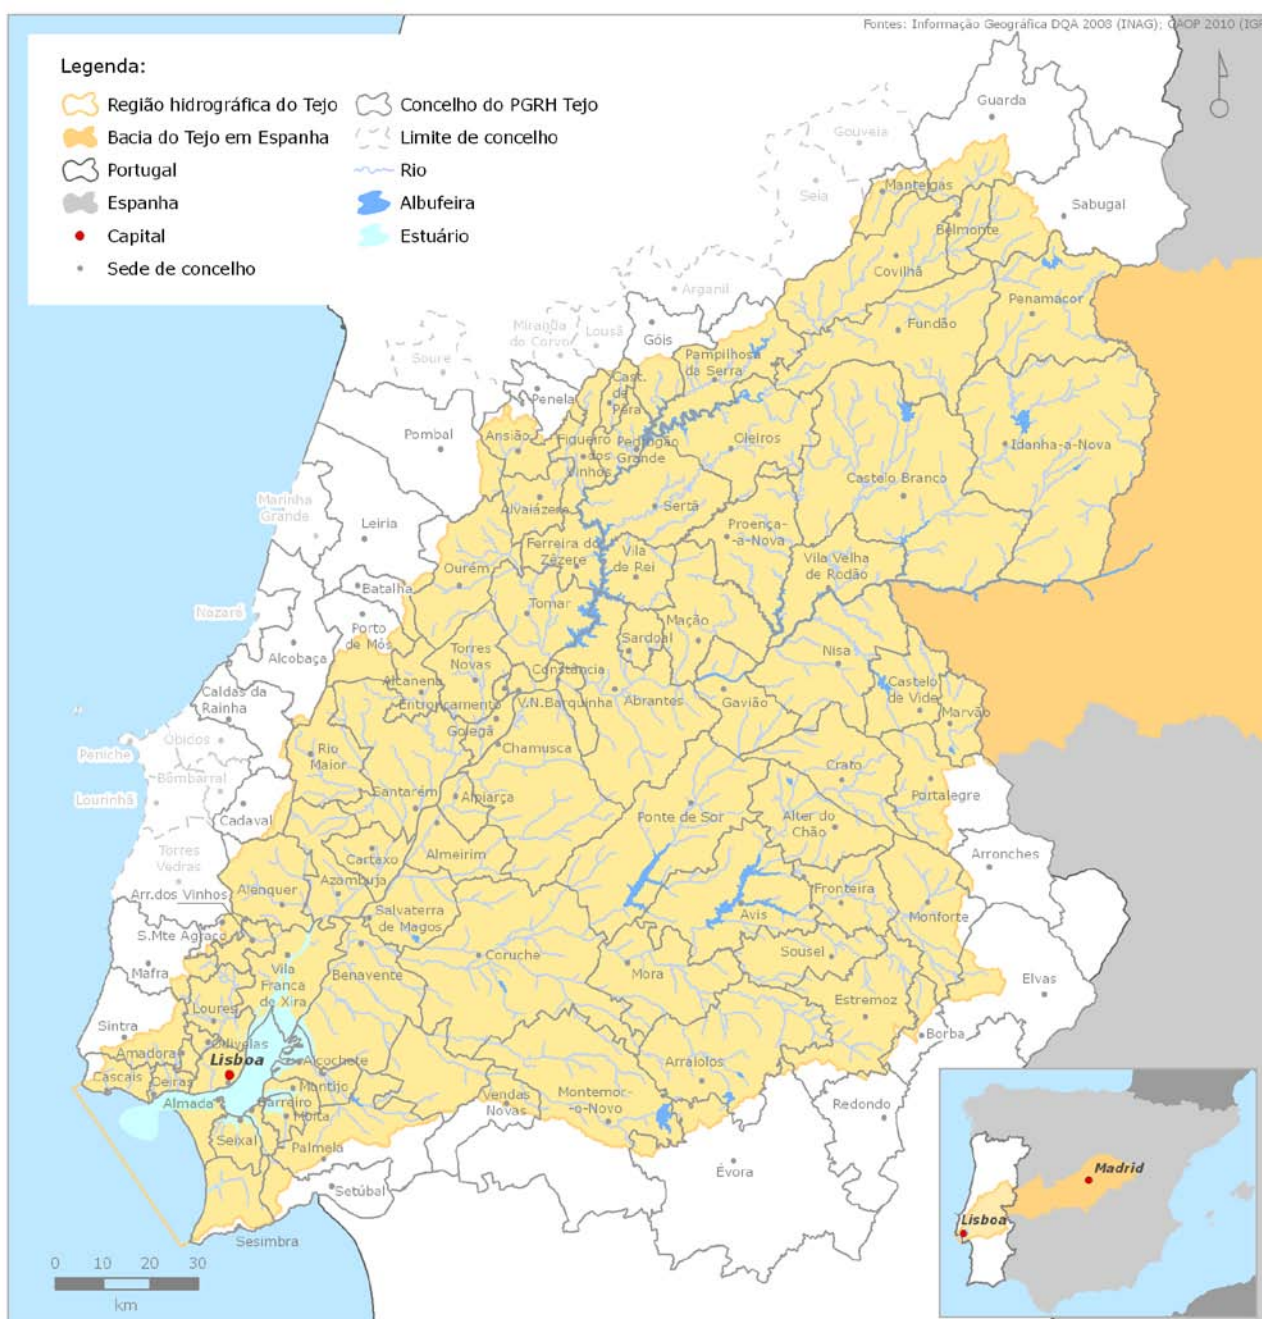 Fontes: Informação Geográfica DQA 2008 (INAG); CAOP 2010 (IGP
Legenda:
Região hidrográfica do Tejo
Bacia do Tejo em Espanha
Portugal
Espanha
Capital
Sede de concelho
Concelho do PGRH Tejo
Limite de concelho
Rio
Albufeira
Estuário
Guarda
Gouveia
Seia
Manteigas
Sabugal
Belmonte
Covilhã
Arganil
Penamacor
Miranda
do Corvo
Lousã
Góis
Fundão
Soure
Pampilhosa
da Serra
Cast.
de
Pera
Penela
Pombal
Ansião
Figueiró
dos
Vinhos
Pedrógão
Grande
Oleiros
Idanha-a-Nova
Castelo Branco
Marinha
Grande
Alvaiázere
Sertã
Leiria
Proença-
-a-Nova
Ferreira do
Zêzere
Vila
de Rei
Vila Velha
de Rodão
Ourém
Batalha
Nazaré
Tomar
Porto
de Mós
Mação
Sardoal
Alcobaça
Torres
Novas
Nisa
Constância
Alcanena
Castelo
de Vide
Caldas da
Rainha
Entroncamento
V.N.Barquinha
Abrantes
Gavião
Marvão
Golegã
Óbidos
Peniche
Chamusca
Rio
Maior
Crato
Bombarral
Santarém
Alpiarça
Portalegre
Lourinhã
Cadaval
Ponte de Sor
Alter do
Chão
Torres
Vedras
Cartaxo
Almeirim
Arronches
Arr.dos Vinhos
Alenquer
Azambuja
Fronteira
Salvaterra
de Magos
Avis
Monforte
S.Mte Agraço
Mafra
Vila
Franca
de Xira
Benavente
Coruche
Mora
Sousel
Elvas
Estremoz
Loures
Sintra
Borba
Odivelas
Amadora
Lisboa
Alcochete
Arraiolos
Cascais
Oeiras
Montijo
Almada
Barreiro
Moita
Vendas
Novas
Montemor-
-o-Novo
Redondo
Seixal
Palmela
Évora
Setúbal
Sesimbra
0 10 20 30
km
Madrid
Lisboa